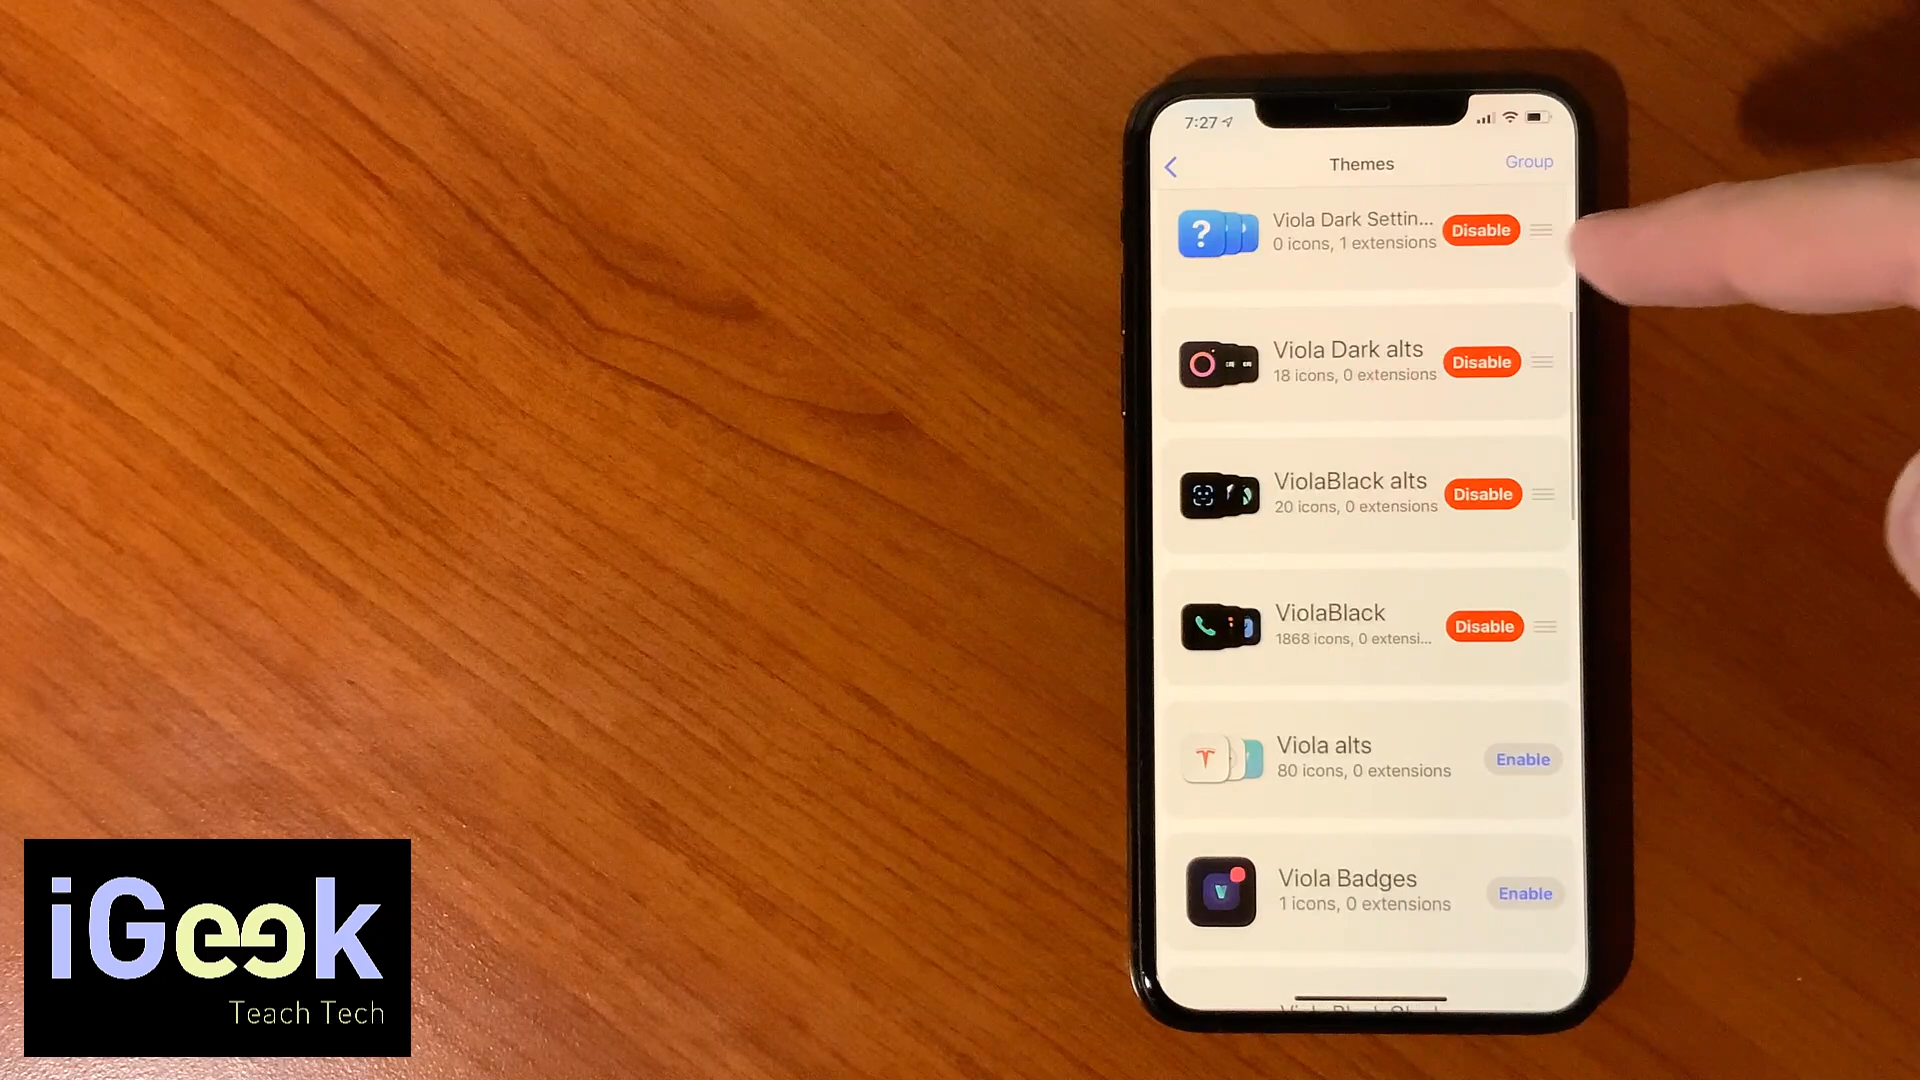 7:27
Themes
Group
Viola Dark Settin...
0 icons, 1 extensions
Disable
Viola Dark alts
18 icons, 0 extensions
Disable
ViolaBlack alts
20 icons, 0 extensions
Disable
ViolaBlack
1868 icons, 0 extensi...
Disable
Viola alts
80 icons, 0 extensions
Enable
Viola Badges
1 icons, 0 extensions
Enable
iGeek
Teach Tech